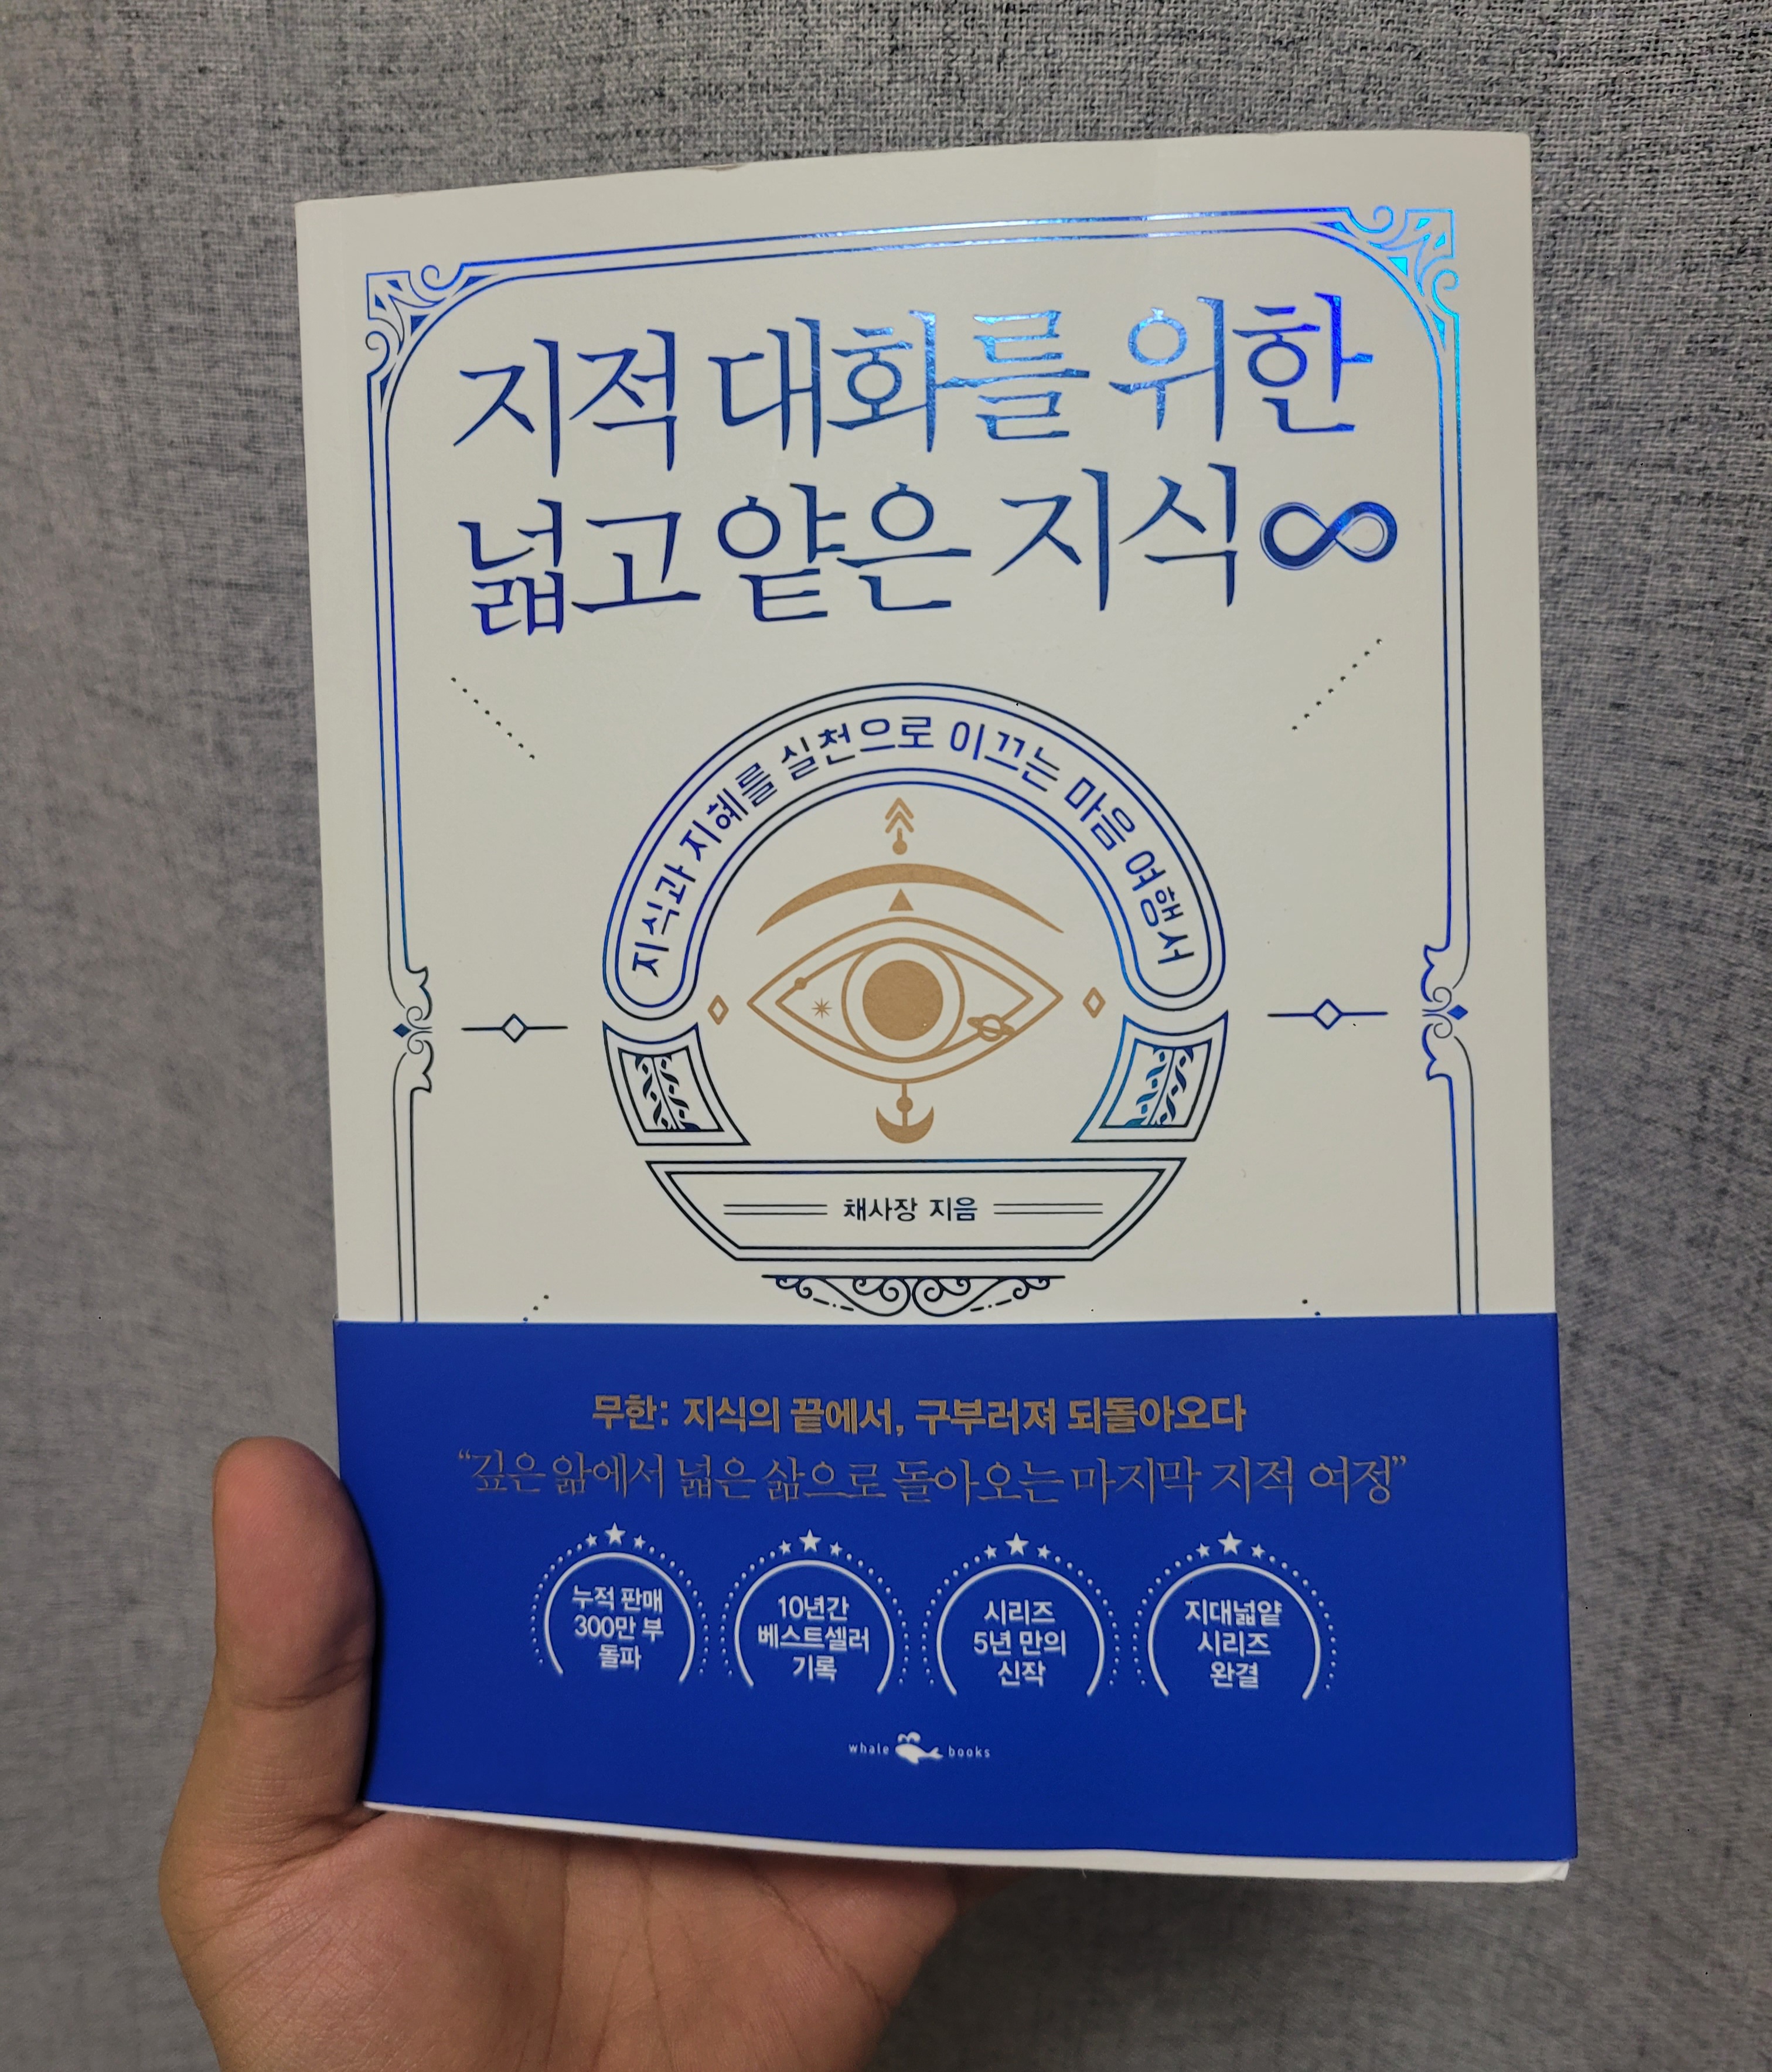 지적 대화를 위한
넓고 얕은 지식∞
지식과 지혜를 실천으로 이끄는 마음 여행서
채사장 지음
무한: 지식의 끝에서, 구부러져 되돌아오다
“깊은 앎에서 넓은 삶으로 돌아오는 마지막 지적 여정”
누적 판매
300만 부
돌파
10년간
베스트셀러
기록
시리즈
5년 만의
신작
지대넓얕
시리즈
완결
whale books